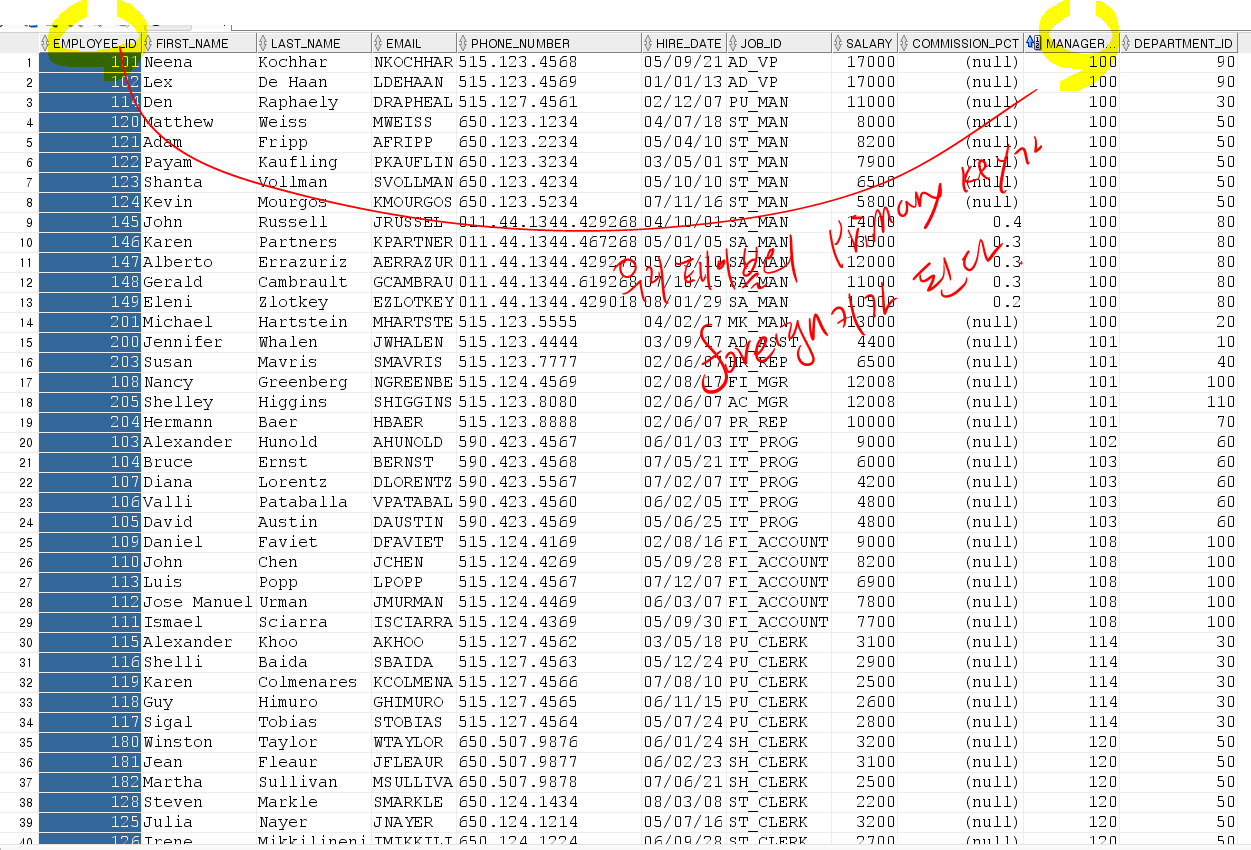 EMPLOYEE_ID FIRST_NAME LAST_NAME EMAIL PHONE_NUMBER HIRE_DATE JOB_ID SALARY COMMISSION_PCT MANAGER... DEPARTMENT_ID
1 101 Neena Kochhar NKOCHHAR 515.123.4568 05/09/21 AD_VP 17000 (null) 100 90
2 102 Lex De Haan LDEHAAN 515.123.4569 01/01/13 AD_VP 17000 (null) 100 90
3 114 Den Raphaely DRAPHEAL 515.127.4561 02/12/07 PU_MAN 11000 (null) 100 30
4 120 Matthew Weiss MWEISS 650.123.1234 04/07/18 ST_MAN 8000 (null) 100 50
5 121 Adam Fripp AFRIPP 650.123.2234 05/04/10 ST_MAN 8200 (null) 100 50
6 122 Payam Kaufling PKAUFLIN 650.123.3234 03/05/01 ST_MAN 7900 (null) 100 50
7 123 Shanta Vollman SVOLLMAN 650.123.4234 05/10/10 ST_MAN 6500 (null) 100 50
8 124 Kevin Mourgos KMOURGOS 650.123.5234 07/11/16 ST_MAN 5800 (null) 100 50
9 145 John Russell JRUSSEL 011.44.1344.429268 04/10/01 SA_MAN 14000 0.4 100 80
10 146 Karen Partners KPARTNER 011.44.1344.467268 05/01/05 SA_MAN 13500 0.3 100 80
11 147 Alberto Errazuriz AERRAZUR 011.44.1344.429278 05/03/10 SA_MAN 12000 0.3 100 80
12 148 Gerald Cambrault GCAMBRAU 011.44.1344.619268 07/10/15 SA_MAN 11000 0.3 100 80
13 149 Eleni Zlotkey EZLOTKEY 011.44.1344.429018 08/01/29 SA_MAN 10500 0.2 100 80
14 201 Michael Hartstein MHARTSTE 515.123.5555 04/02/17 MK_MAN 13000 (null) 100 20
15 200 Jennifer Whalen JWHALEN 515.123.4444 03/09/17 AD_ASST 4400 (null) 101 10
16 203 Susan Mavris SMAVRIS 515.123.7777 02/06/07 HR_REP 6500 (null) 101 40
17 108 Nancy Greenberg NGREENBE 515.124.4569 02/08/17 FI_MGR 12008 (null) 101 100
18 205 Shelley Higgins SHIGGINS 515.123.8080 02/06/07 AC_MGR 12008 (null) 101 110
19 204 Hermann Baer HBAER 515.123.8888 02/06/07 PR_REP 10000 (null) 101 70
20 103 Alexander Hunold AHUNOLD 590.423.4567 06/01/03 IT_PROG 9000 (null) 102 60
21 104 Bruce Ernst BERNST 590.423.4568 07/05/21 IT_PROG 6000 (null) 103 60
22 107 Diana Lorentz DLORENTZ 590.423.5567 07/02/07 IT_PROG 4200 (null) 103 60
23 106 Valli Pataballa VPATABAL 590.423.4560 06/02/05 IT_PROG 4800 (null) 103 60
24 105 David Austin DAUSTIN 590.423.4569 05/06/25 IT_PROG 4800 (null) 103 60
25 109 Daniel Faviet DFAVIET 515.124.4169 02/08/16 FI_ACCOUNT 9000 (null) 108 100
26 110 John Chen JCHEN 515.124.4269 05/09/28 FI_ACCOUNT 8200 (null) 108 100
27 113 Luis Popp LPOPP 515.124.4567 07/12/07 FI_ACCOUNT 6900 (null) 108 100
28 112 Jose Manuel Urman JMURMAN 515.124.4469 06/03/07 FI_ACCOUNT 7800 (null) 108 100
29 111 Ismael Sciarra ISCIARRA 515.124.4369 05/09/30 FI_ACCOUNT 7700 (null) 108 100
30 115 Alexander Khoo AKHOO 515.127.4562 03/05/18 PU_CLERK 3100 (null) 114 30
31 116 Shelli Baida SBAIDA 515.127.4563 05/12/24 PU_CLERK 2900 (null) 114 30
32 119 Karen Colmenares KCOLMENA 515.127.4566 07/08/10 PU_CLERK 2500 (null) 114 30
33 118 Guy Himuro GHIMURO 515.127.4565 06/11/15 PU_CLERK 2600 (null) 114 30
34 117 Sigal Tobias STOBIAS 515.127.4564 05/07/24 PU_CLERK 2800 (null) 114 30
35 180 Winston Taylor WTAYLOR 650.507.9876 06/01/24 SH_CLERK 3200 (null) 120 50
36 181 Jean Fleaur JFLEAUR 650.507.9877 06/02/23 SH_CLERK 3100 (null) 120 50
37 182 Martha Sullivan MSULLIVA 650.507.9878 07/06/21 SH_CLERK 2500 (null) 120 50
38 128 Steven Markle SMARKLE 650.124.1434 08/03/08 ST_CLERK 2200 (null) 120 50
39 125 Julia Nayer JNAYER 650.124.1214 05/07/16 ST_CLERK 3200 (null) 120 50
40 126 Irene Mikkilineni IMIKKILI 650.124.1224 06/09/28 ST_CLERK 2700 (null) 120 50
테이블의 primary key가
foreign키가 된다.